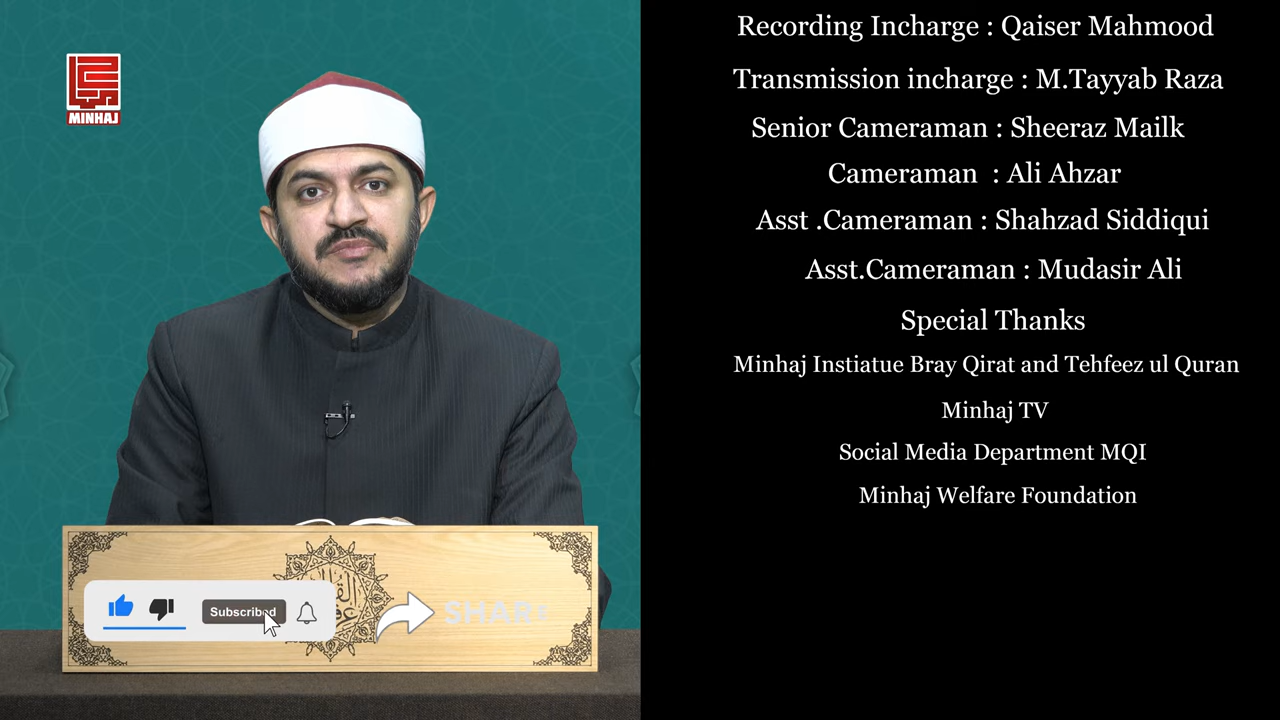 MINHAJ
Recording Incharge : Qaiser Mahmood
Transmission incharge : M.Tayyab Raza
Senior Cameraman : Sheeraz Mailk
Cameraman : Ali Ahzar
Asst .Cameraman : Shahzad Siddiqui
Asst.Cameraman : Mudasir Ali
Special Thanks
Minhaj Instiatue Bray Qirat and Tehfeez ul Quran
Minhaj TV
Social Media Department MQI
Minhaj Welfare Foundation
Subscribed
SHARE